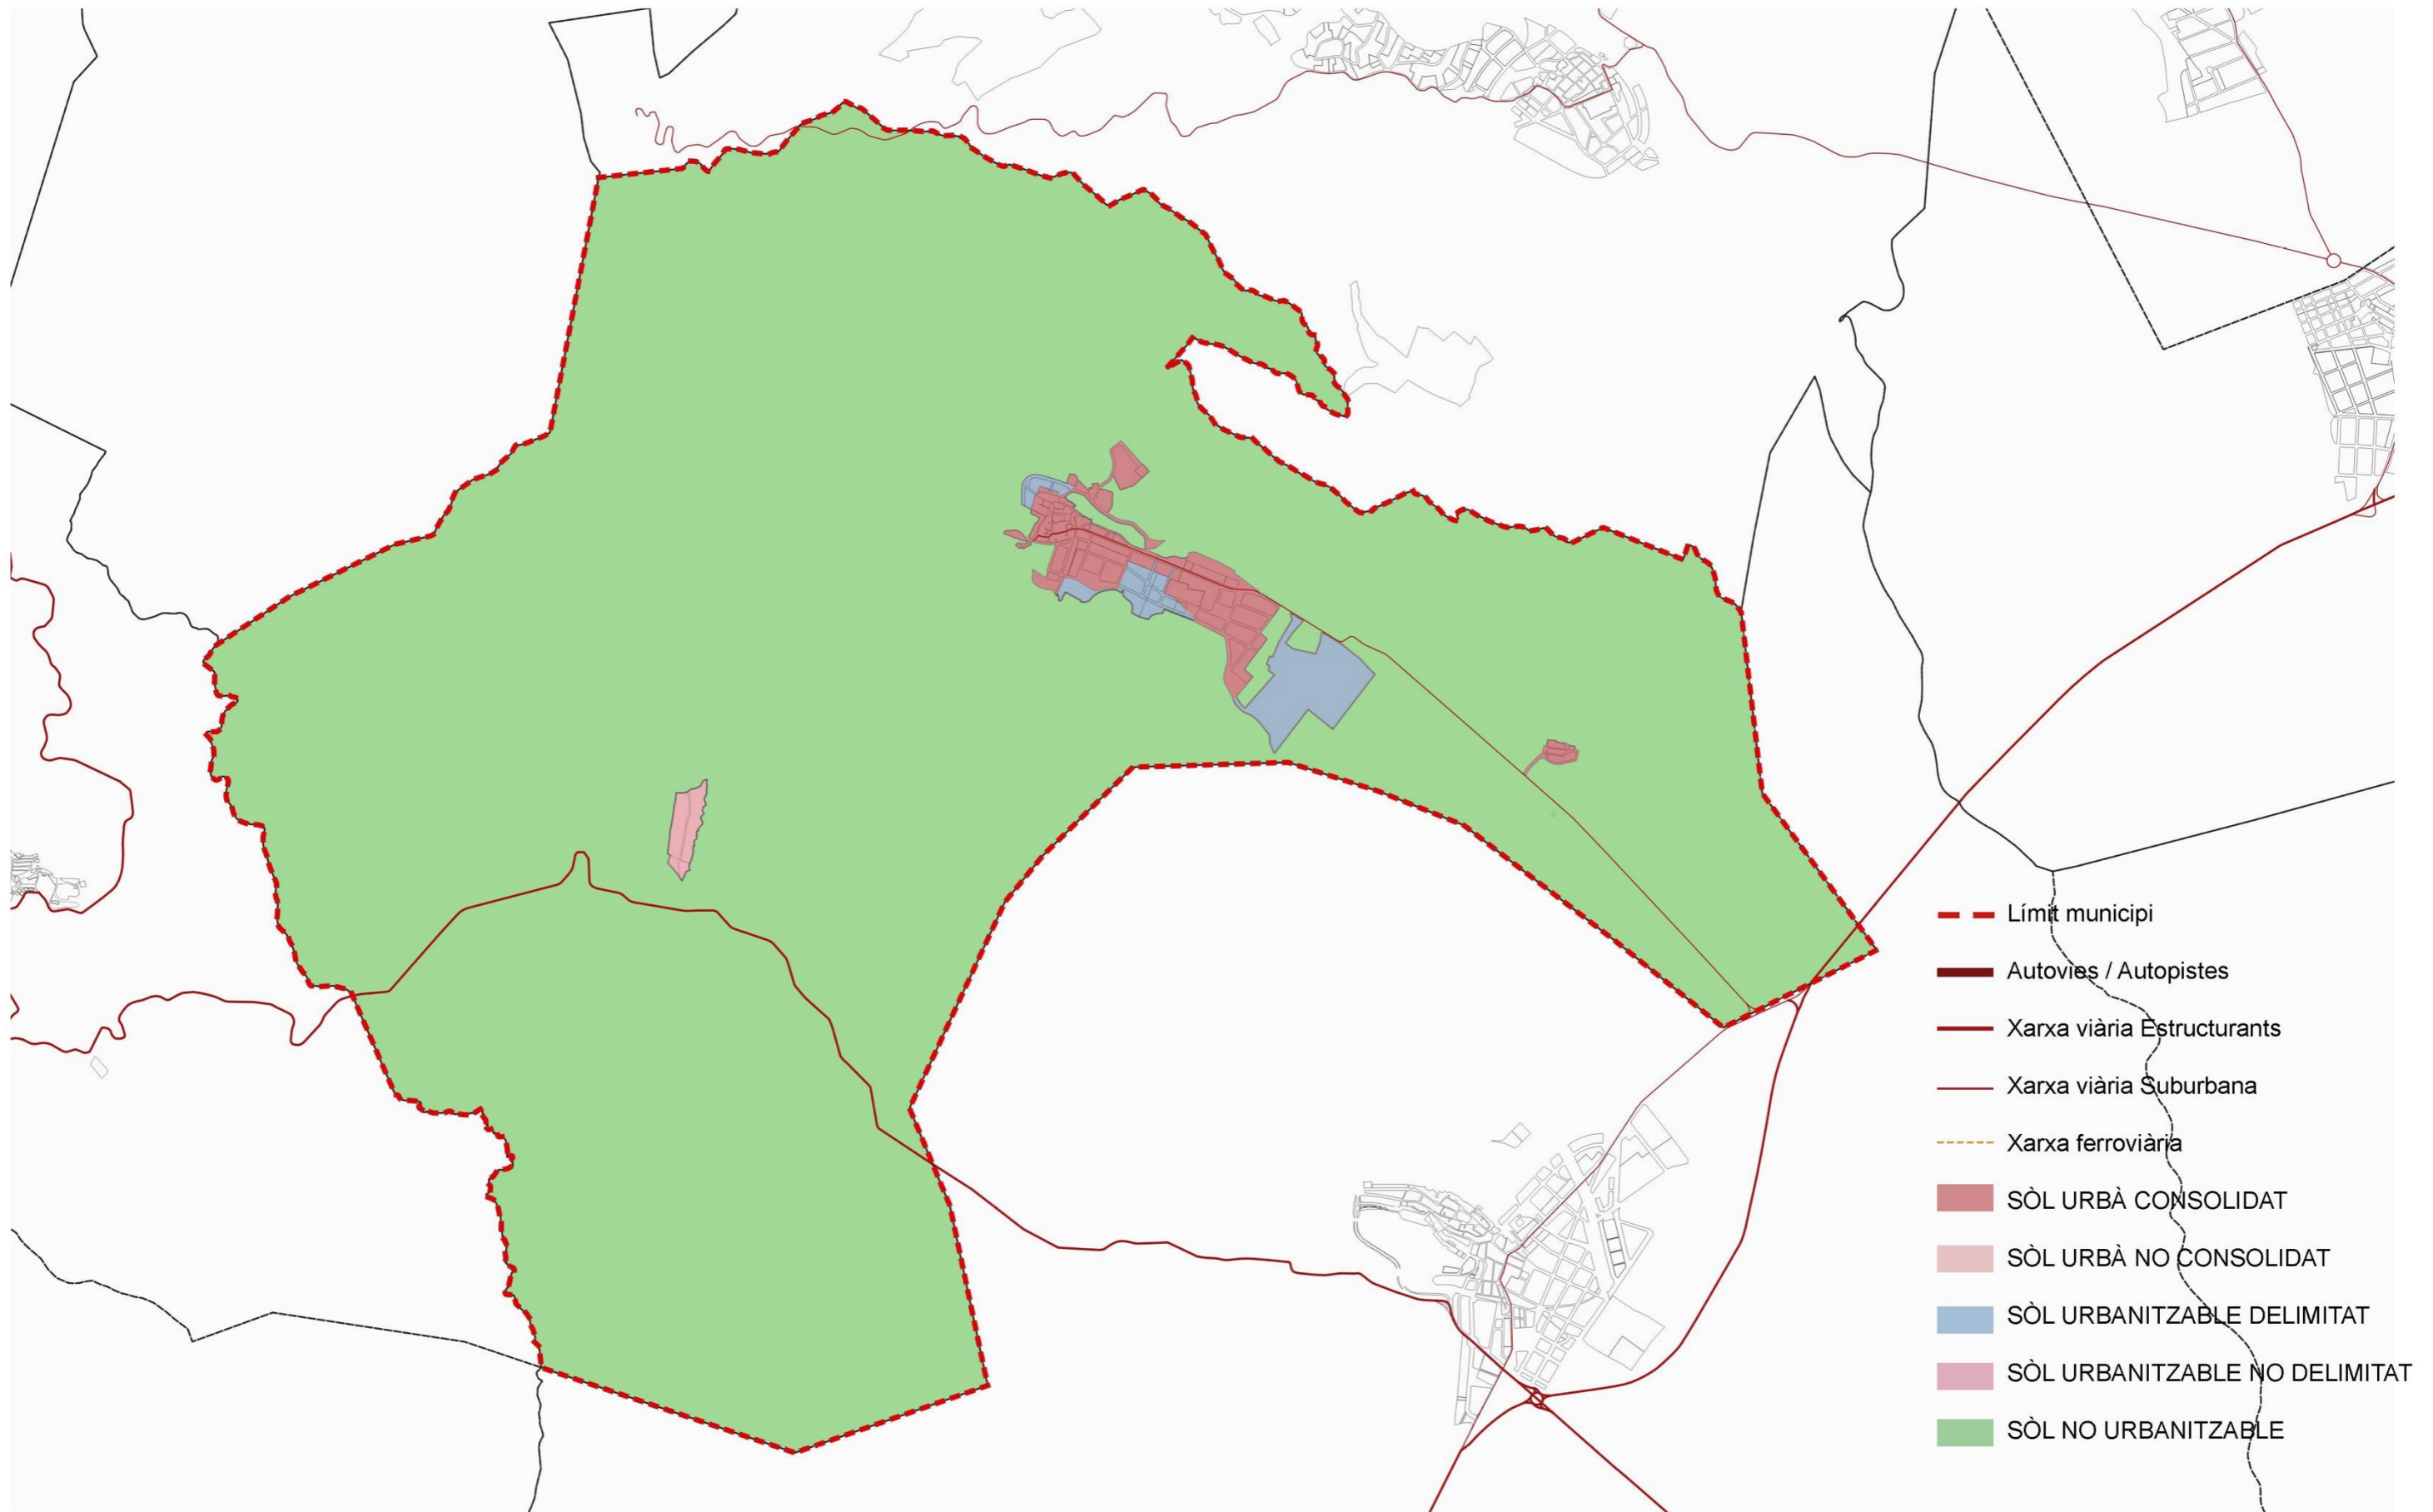 Límit municipi
Autovies / Autopistes
Xarxa viària Estructurants
Xarxa viària Suburbana
Xarxa ferroviària
SÒL URBÀ CONSOLIDAT
SÒL URBÀ NO CONSOLIDAT
SÒL URBANITZABLE DELIMITAT
SÒL URBANITZABLE NO DELIMITAT
SÒL NO URBANITZABLE